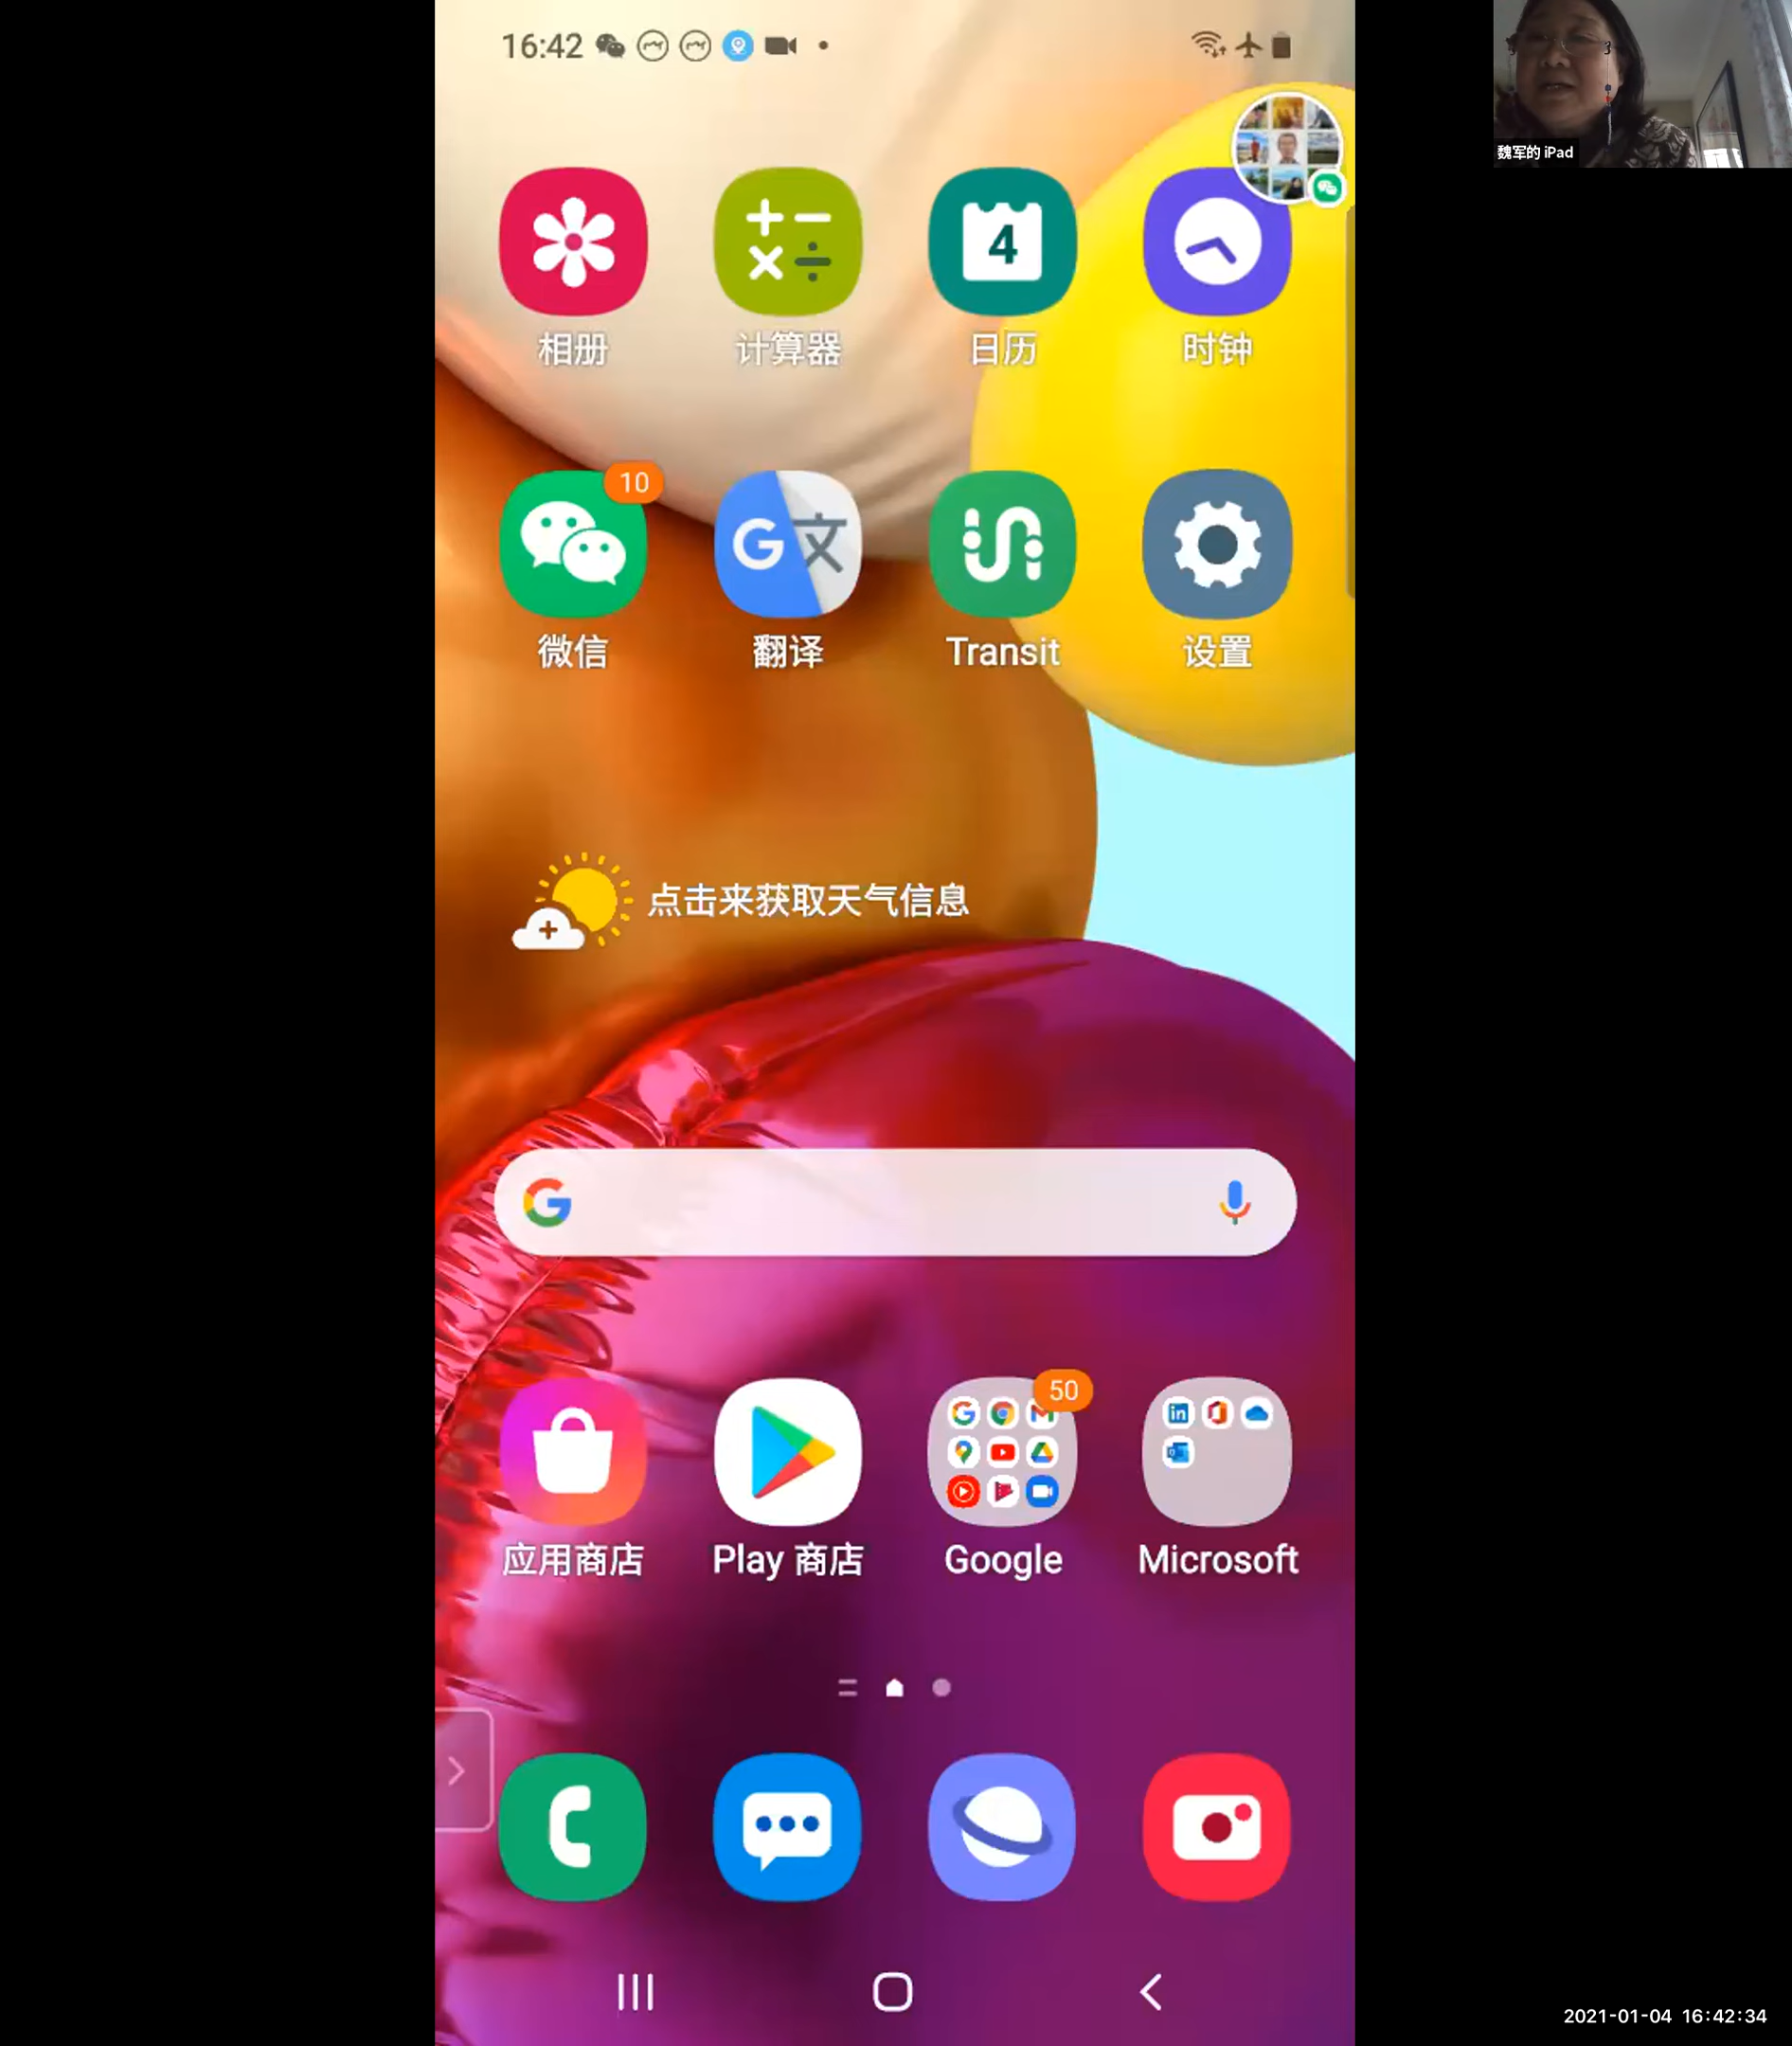 16:42
魏军的 iPad
4
相册 计算器 日历 时钟
10
G 文
微信 翻译 Transit 设置
点击来获取天气信息
G
50
in
应用商店 Play 商店 Google Microsoft
2021-01-04 16:42:34